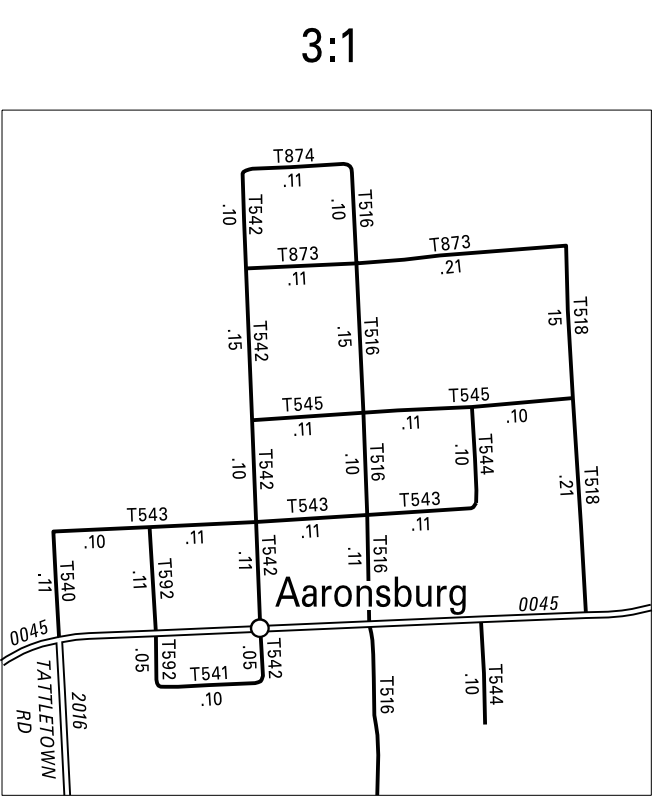 3:1
T874
.11
.10
T542
.10
T516
T873
T873
.11
.21
.15
T542
.15
T516
15
T518
T545
T545
.11
.11
.10
.10
T542
.10
T516
.10
T544
.21
T518
T543
T543
T543
.10
.11
.11
.11
.11
T540
.11
T592
.11
T542
.11
T516
Aaronsburg
0045
0045
.05
T592
T541
.10
.05
T542
T516
.10
T544
2016
TATTLETOWN
RD